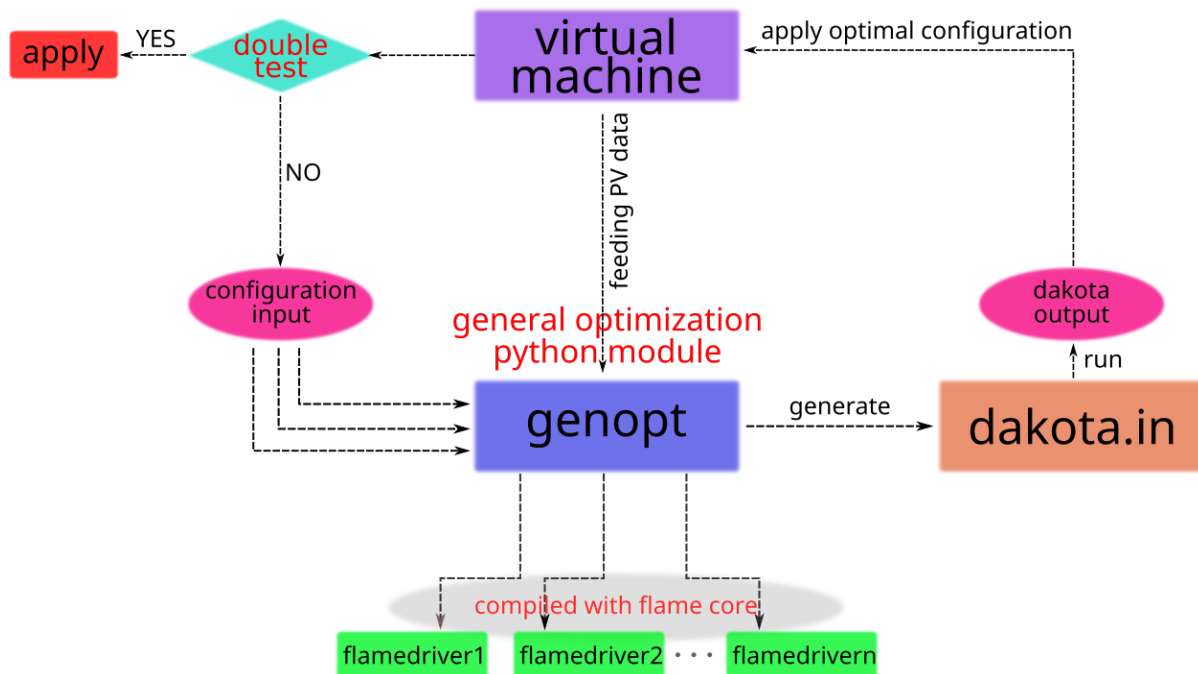 apply
YES
double
test
virtual
machine
apply optimal configuration
NO
feeding PV data
configuration
input
general optimization
python module
dakota
output
run
genopt
generate
dakota.in
compiled with flame core
flamedriver1
flamedriver2
· · ·
flamedrivern